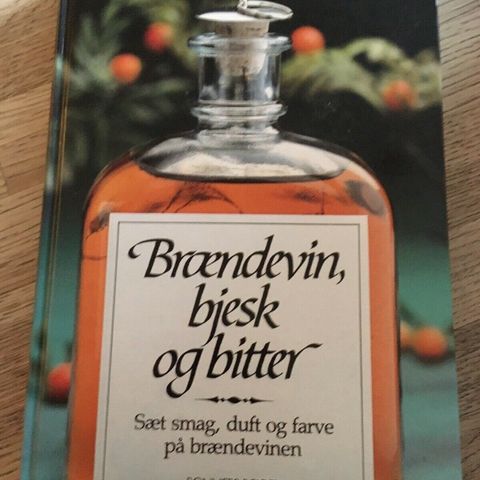 Brændevin,
bjesk
og bitter
Sæt smag, duft og farve
på brændevinen